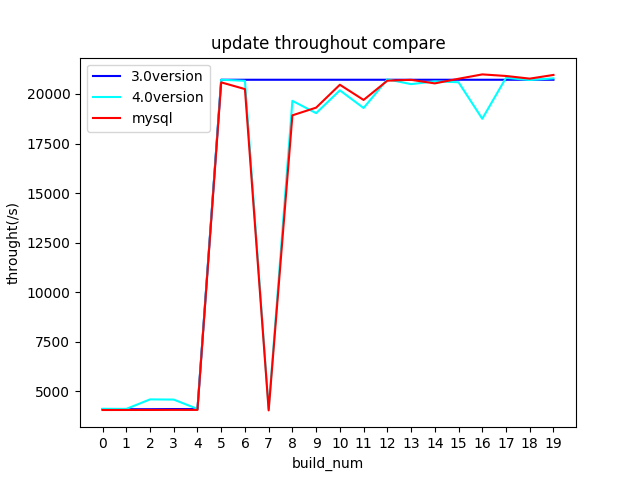 update throughout compare
3.0version
4.0version
mysql
throught(/s)
20000
17500
15000
12500
10000
7500
5000
0 1 2 3 4 5 6 7 8 9 10 11 12 13 14 15 16 17 18 19
build_num